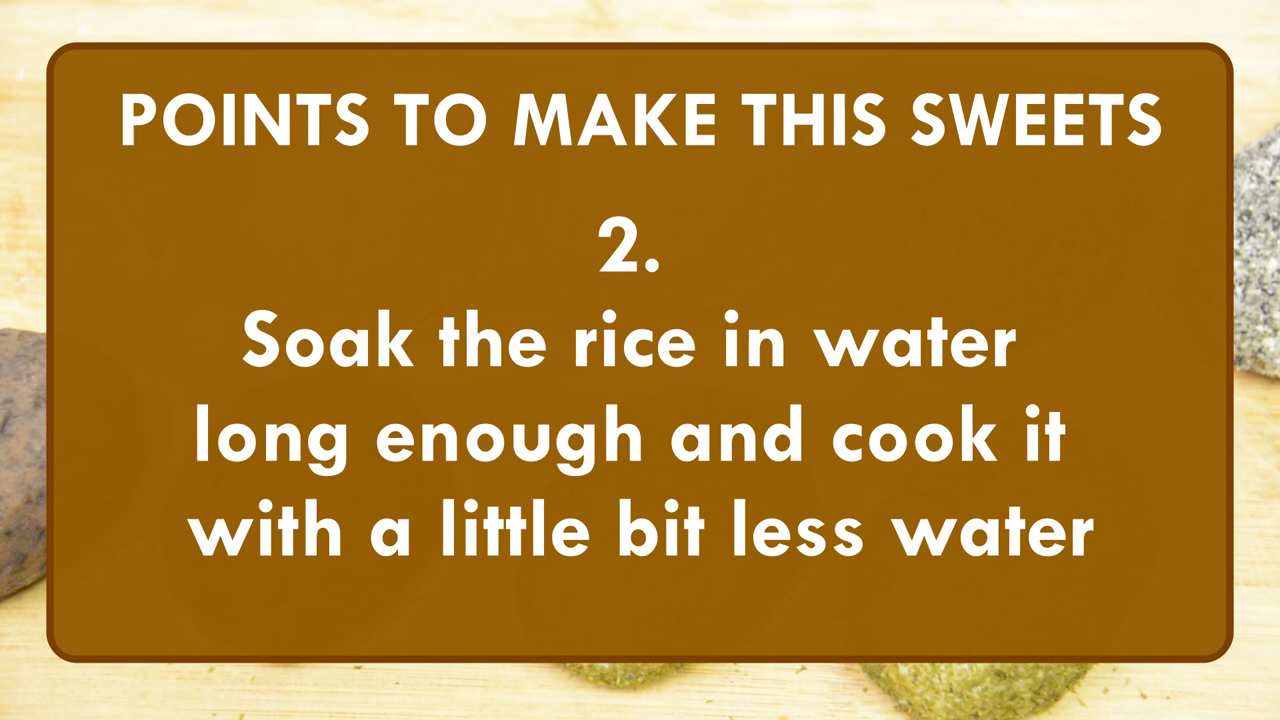 POINTS TO MAKE THIS SWEETS
2.
Soak the rice in water
long enough and cook it
with a little bit less water